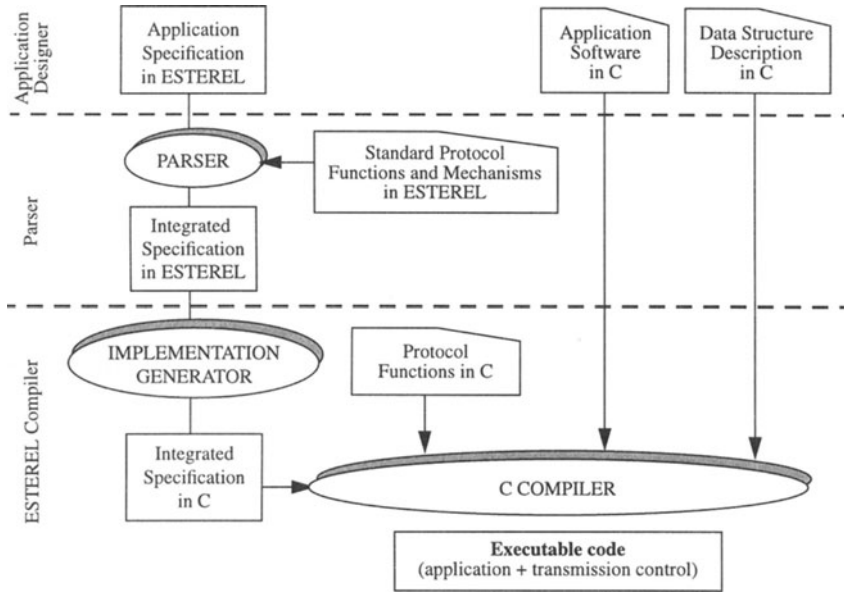 Application
Designer
Application
Specification
in ESTEREL
Application
Software
in C
Data Structure
Description
in C
Parser
PARSER
Standard Protocol
Functions and Mechanisms
in ESTEREL
Integrated
Specification
in ESTEREL
ESTEREL Compiler
IMPLEMENTATION
GENERATOR
Protocol
Functions in C
Integrated
Specification
in C
C COMPILER
Executable code
(application + transmission control)